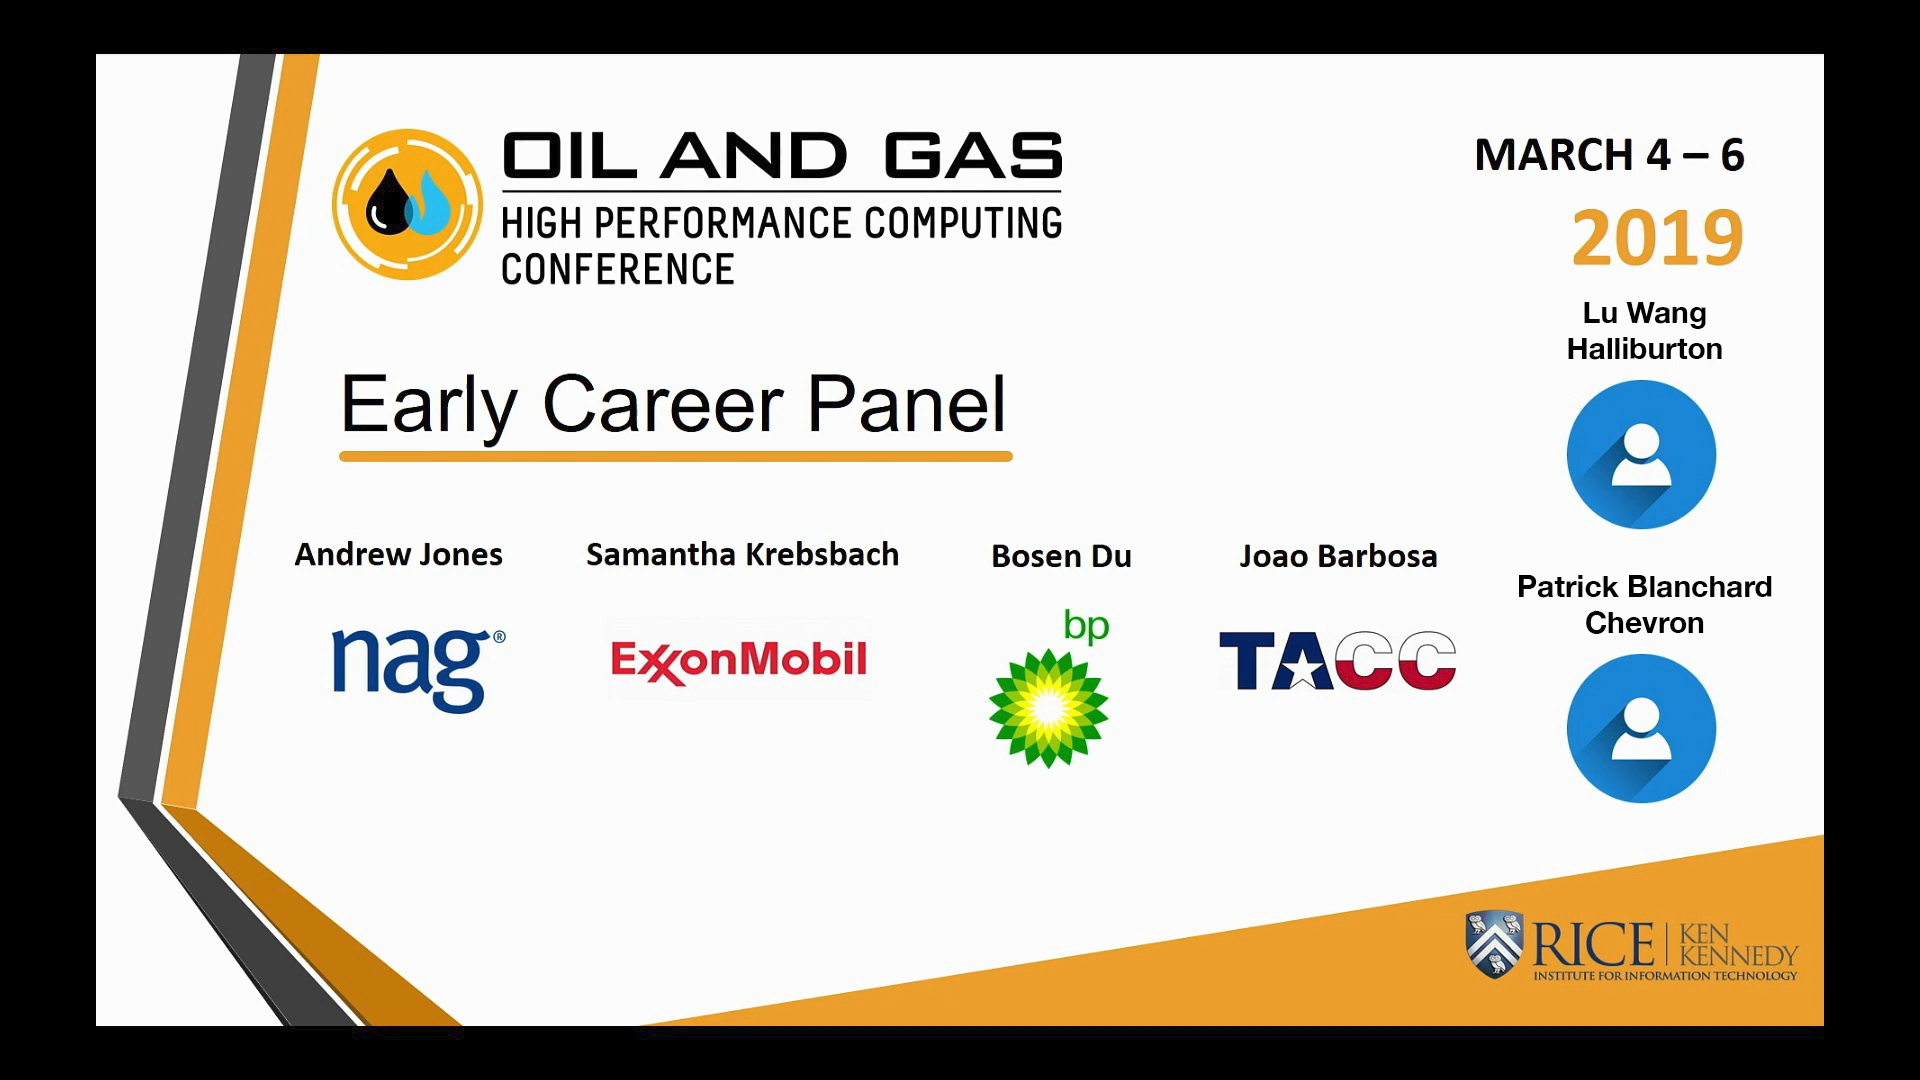 OIL AND GAS
HIGH PERFORMANCE COMPUTING
CONFERENCE
MARCH 4 – 6
2019
Lu Wang
Halliburton
Early Career Panel
Andrew Jones
Samantha Krebsbach
Bosen Du
Joao Barbosa
nag®
ExxonMobil
bp
TACC
Patrick Blanchard
Chevron
RICE
KEN
KENNEDY
INSTITUTE FOR INFORMATION TECHNOLOGY